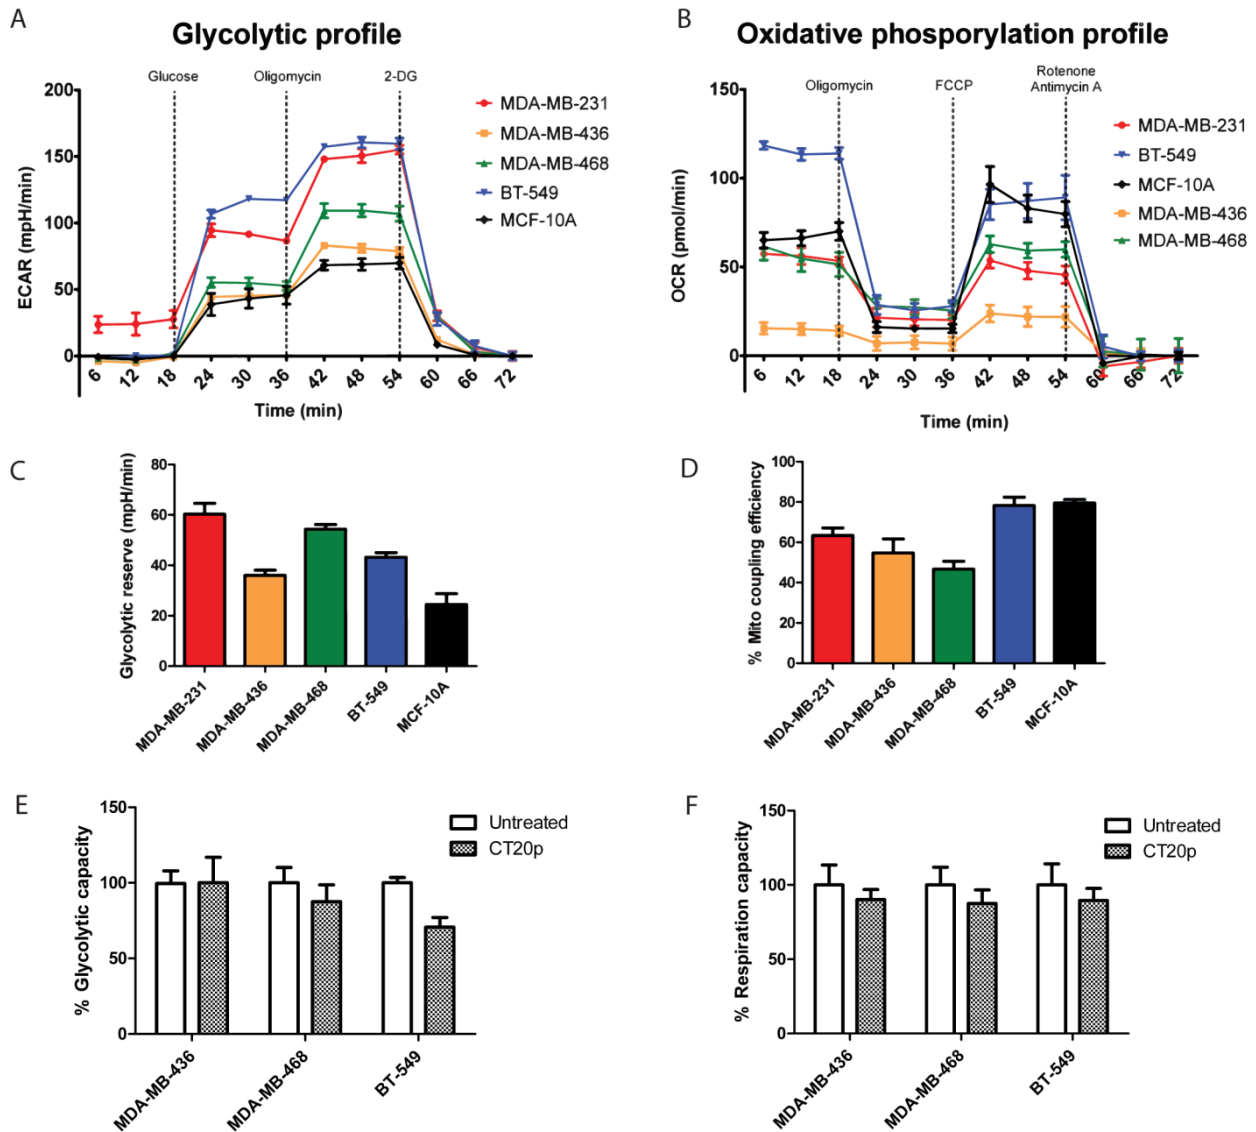 A
Glycolytic profile
Glucose
Oligomycin
2-DG
ECAR (mpH/min)
200
150
100
50
0
6
12
18
24
30
36
42
48
54
60
66
72
Time (min)
MDA-MB-231
MDA-MB-436
MDA-MB-468
BT-549
MCF-10A
B
Oxidative phosporylation profile
Oligomycin
FCCP
Rotenone
Antimycin A
OCR (pmol/min)
150
100
50
0
6
12
18
24
30
36
42
48
54
60
66
72
Time (min)
MDA-MB-231
BT-549
MCF-10A
MDA-MB-436
MDA-MB-468
C
Glycolytic reserve (mpH/min)
80
60
40
20
0
MDA-MB-231
MDA-MB-436
MDA-MB-468
BT-549
MCF-10A
D
% Mito coupling efficiency
100
80
60
40
20
0
MDA-MB-231
MDA-MB-436
MDA-MB-468
BT-549
MCF-10A
E
% Glycolytic capacity
150
100
50
0
Untreated
CT20p
MDA-MB-436
MDA-MB-468
BT-549
F
% Respiration capacity
150
100
50
0
Untreated
CT20p
MDA-MB-436
MDA-MB-468
BT-549